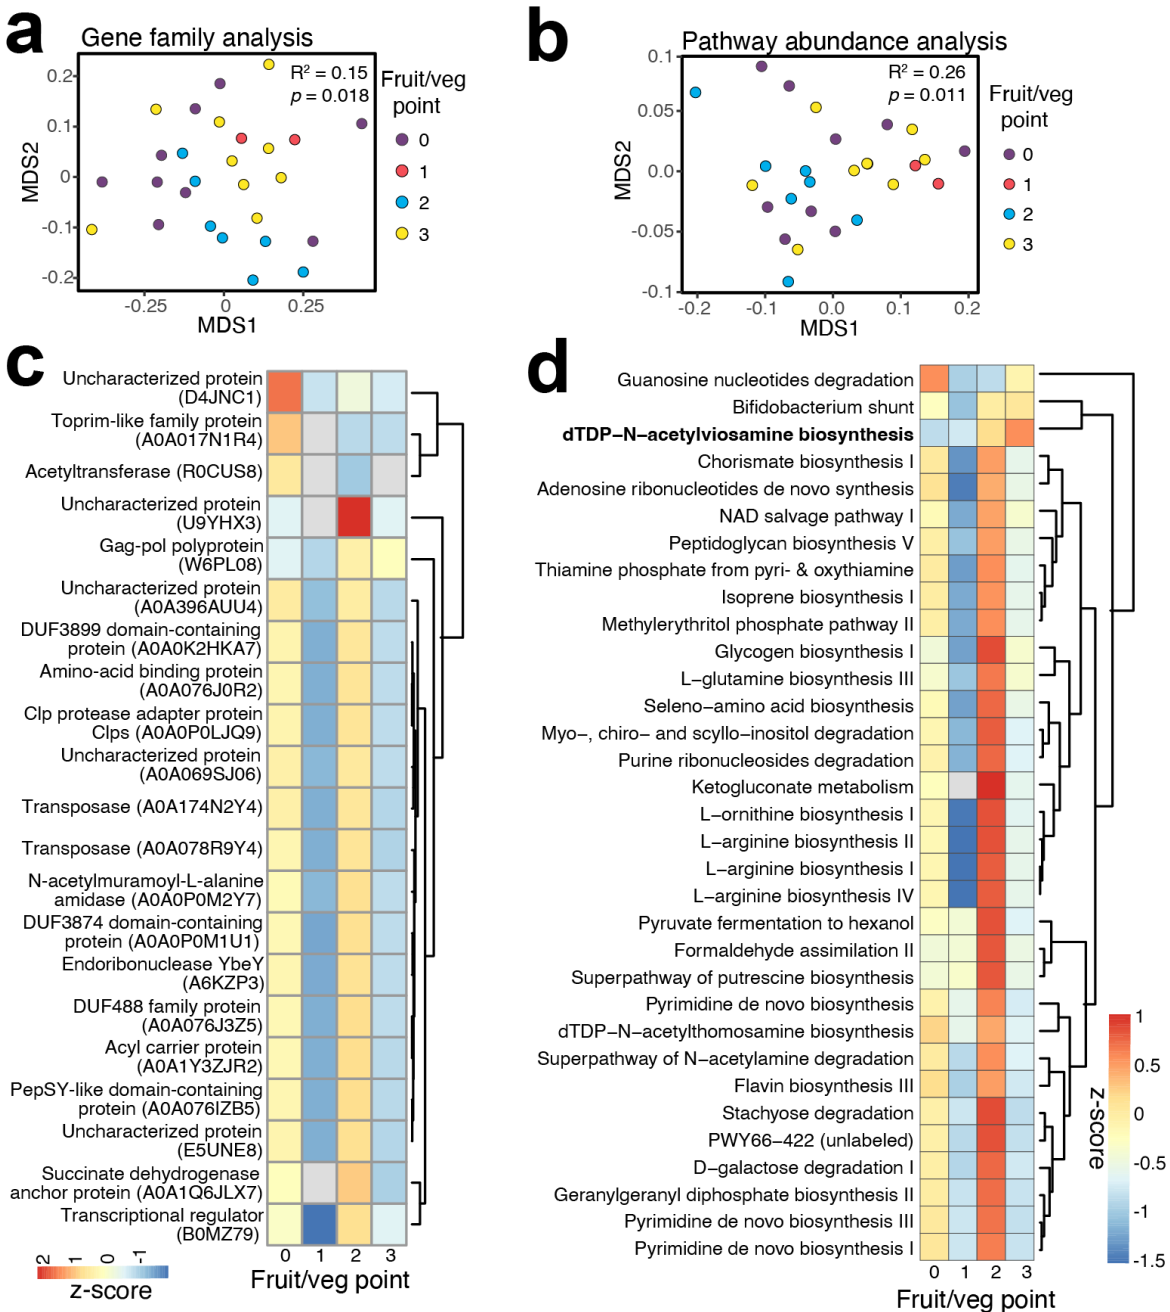 a
Gene family analysis
R² = 0.15
p = 0.018
0.2
0.1
0
-0.1
-0.2
MDS2
-0.25
0
0.25
MDS1
Fruit/veg
point
0
1
2
3
b
Pathway abundance analysis
R² = 0.26
p = 0.011
0.1
0.05
0.0
-0.05
-0.1
MDS2
-0.2
-0.1
0.0
0.1
0.2
MDS1
Fruit/veg
point
0
1
2
3
c
Uncharacterized protein
(D4JNC1)
Toprim-like family protein
(A0A017N1R4)
Acetyltransferase (R0CUS8)
Uncharacterized protein
(U9YHX3)
Gag-pol polyprotein
(W6PL08)
Uncharacterized protein
(A0A396AUU4)
DUF3899 domain-containing
protein (A0A0K2HKA7)
Amino-acid binding protein
(A0A076J0R2)
Clp protease adapter protein
Clps (A0A0P0LJQ9)
Uncharacterized protein
(A0A069SJ06)
Transposase (A0A174N2Y4)
Transposase (A0A078R9Y4)
N-acetylmuramoyl-L-alanine
amidase (A0A0P0M2Y7)
DUF3874 domain-containing
protein (A0A0P0M1U1)
Endoribonuclease YbeY
(A6KZP3)
DUF488 family protein
(A0A076J3Z5)
Acyl carrier protein
(A0A1Y3ZJR2)
PepSY-like domain-containing
protein (A0A076IZB5)
Uncharacterized protein
(E5UNE8)
Succinate dehydrogenase
anchor protein (A0A1Q6JLX7)
Transcriptional regulator
(B0MZ79)
0 1 2 3
Fruit/veg point
2 1 0 -1
z-score
d
Guanosine nucleotides degradation
Bifidobacterium shunt
dTDP−N−acetylviosamine biosynthesis
Chorismate biosynthesis I
Adenosine ribonucleotides de novo synthesis
NAD salvage pathway I
Peptidoglycan biosynthesis V
Thiamine phosphate from pyri- & oxythiamine
Isoprene biosynthesis I
Methylerythritol phosphate pathway II
Glycogen biosynthesis I
L−glutamine biosynthesis III
Seleno−amino acid biosynthesis
Myo−, chiro− and scyllo−inositol degradation
Purine ribonucleosides degradation
Ketogluconate metabolism
L−ornithine biosynthesis I
L−arginine biosynthesis II
L−arginine biosynthesis I
L−arginine biosynthesis IV
Pyruvate fermentation to hexanol
Formaldehyde assimilation II
Superpathway of putrescine biosynthesis
Pyrimidine de novo biosynthesis
dTDP−N−acetylthomosamine biosynthesis
Superpathway of N−acetylamine degradation
Flavin biosynthesis III
Stachyose degradation
PWY66−422 (unlabeled)
D−galactose degradation I
Geranylgeranyl diphosphate biosynthesis II
Pyrimidine de novo biosynthesis III
Pyrimidine de novo biosynthesis I
0 1 2 3
Fruit/veg point
1
0.5
0
-0.5
-1
-1.5
z-score